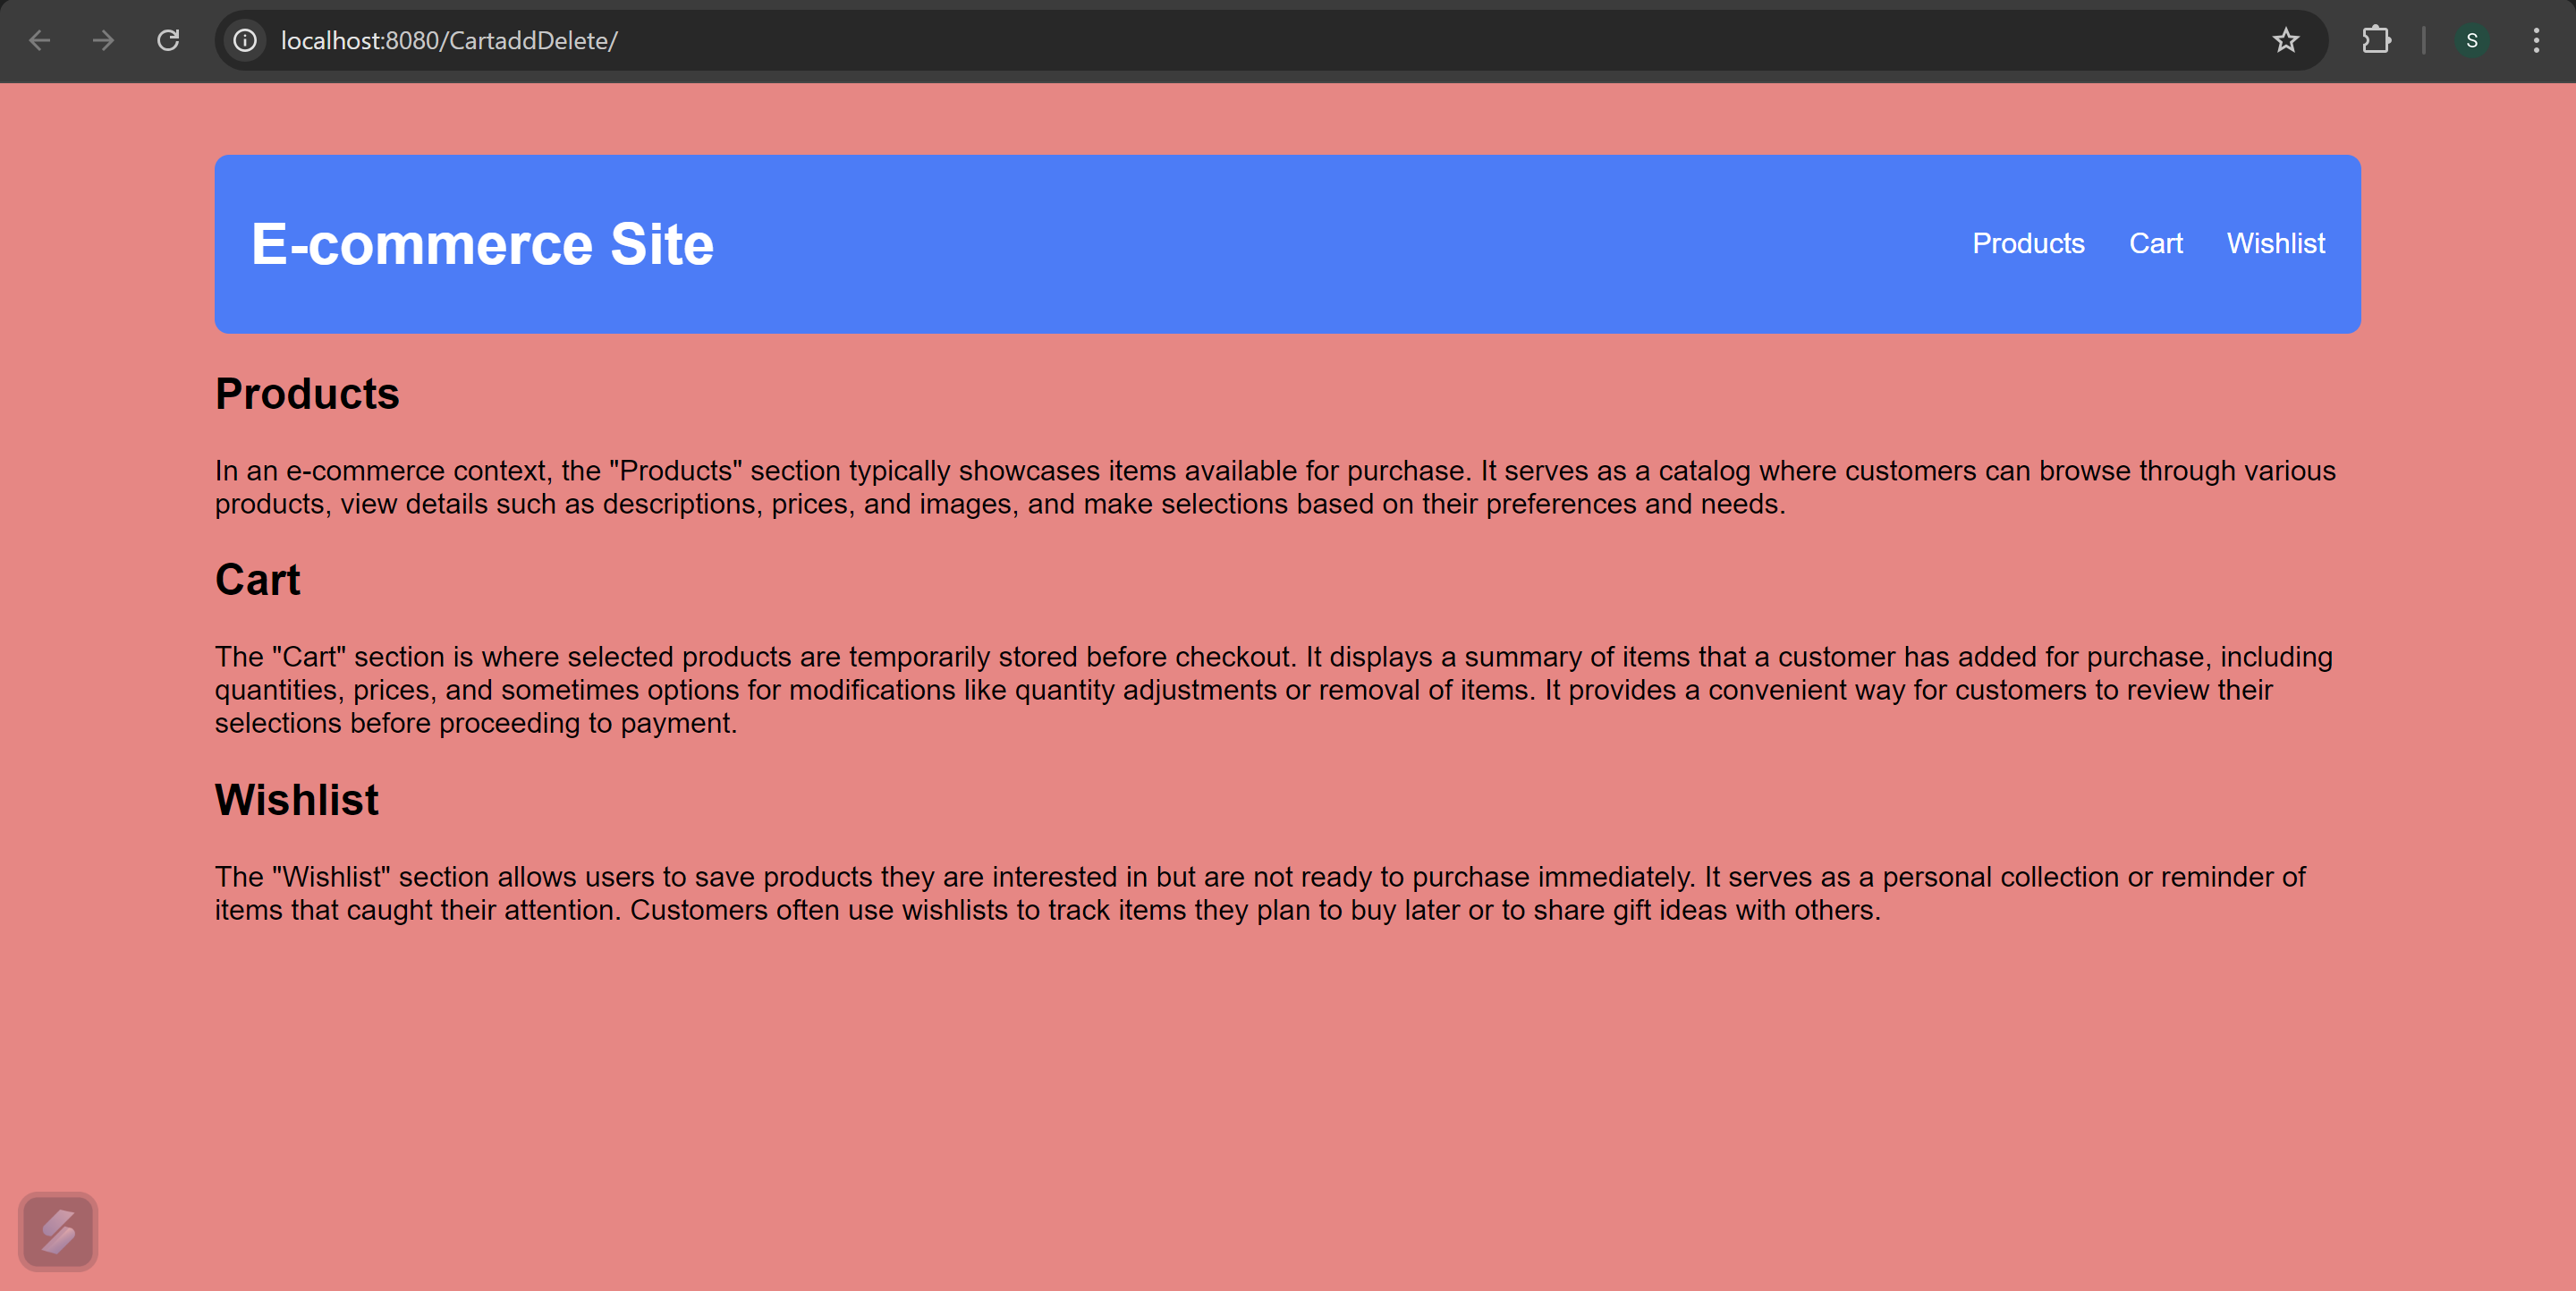 localhost:8080/CartaddDelete/
S
E-commerce Site
Products Cart Wishlist
Products
In an e-commerce context, the "Products" section typically showcases items available for purchase. It serves as a catalog where customers can browse through various
products, view details such as descriptions, prices, and images, and make selections based on their preferences and needs.
Cart
The "Cart" section is where selected products are temporarily stored before checkout. It displays a summary of items that a customer has added for purchase, including
quantities, prices, and sometimes options for modifications like quantity adjustments or removal of items. It provides a convenient way for customers to review their
selections before proceeding to payment.
Wishlist
The "Wishlist" section allows users to save products they are interested in but are not ready to purchase immediately. It serves as a personal collection or reminder of
items that caught their attention. Customers often use wishlists to track items they plan to buy later or to share gift ideas with others.